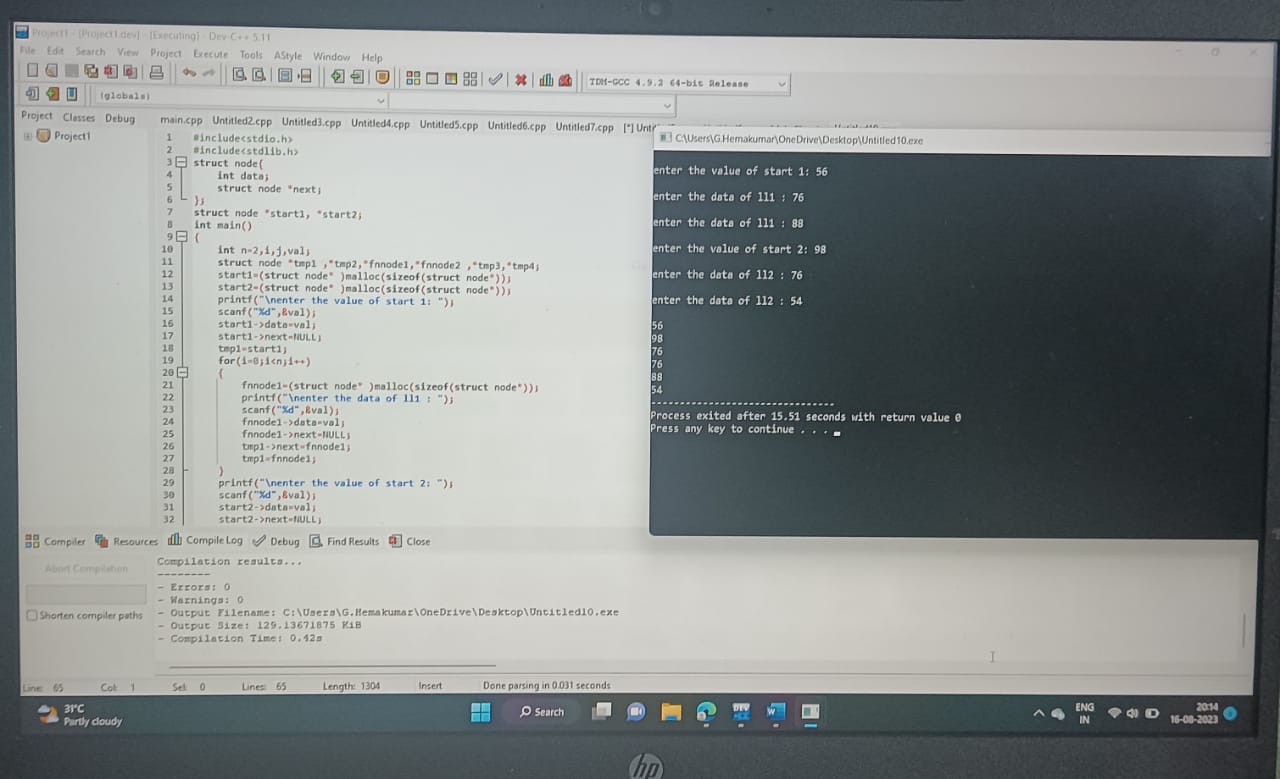 Project1 - [Project1.dev] - [Executing] - Dev-C++ 5.11
File Edit Search View Project Execute Tools AStyle Window Help
TDM-GCC 4.9.2 64-bit Release
(globals)
Project Classes Debug
main.cpp Untitled2.cpp Untitled3.cpp Untitled4.cpp Untitled5.cpp Untitled6.cpp Untitled7.cpp
Project1
1 #include<stdio.h>
2 #include<stdlib.h>
3 struct node{
4 int data;
5 struct node *next;
6 };
7 struct node *start1, *start2;
8 int main()
9 {
10 int n=2,i,j,val;
11 struct node *tmp1 ,*tmp2,*fnnode1,*fnnode2 ,*tmp3,*tmp4;
12 start1=(struct node* )malloc(sizeof(struct node*));
13 start2=(struct node* )malloc(sizeof(struct node*));
14 printf("\nenter the value of start 1: ");
15 scanf("%d",&val);
16 start1->data=val;
17 start1->next=NULL;
18 tmp1=start1;
19 for(i=0;i<n;i++)
20 {
21 fnnode1=(struct node* )malloc(sizeof(struct node*));
22 printf("\nenter the data of ll1 : ");
23 scanf("%d",&val);
24 fnnode1->data=val;
25 fnnode1->next=NULL;
26 tmp1->next=fnnode1;
27 tmp1=fnnode1;
28 }
29 printf("\nenter the value of start 2: ");
30 scanf("%d",&val);
31 start2->data=val;
32 start2->next=NULL;
C:\Users\G.Hemakumar\OneDrive\Desktop\Untitled10.exe
enter the value of start 1: 56
enter the data of ll1 : 76
enter the data of ll1 : 88
enter the value of start 2: 98
enter the data of ll2 : 76
enter the data of ll2 : 54
56
98
76
76
88
54
--------------------------------
Process exited after 15.51 seconds with return value 0
Press any key to continue . . .
Compiler Resources Compile Log Debug Find Results Close
Abort Compilation
Shorten compiler paths
Compilation results...
--------
- Errors: 0
- Warnings: 0
- Output Filename: C:\Users\G.Hemakumar\OneDrive\Desktop\Untitled10.exe
- Output Size: 129.13671875 KiB
- Compilation Time: 0.42s
Line: 65 Col: 1 Sel: 0 Lines: 65 Length: 1304 Insert Done parsing in 0.031 seconds
31°C
Partly cloudy
Search
DEV
W
ENG
IN
20:14
16-08-2023
hp